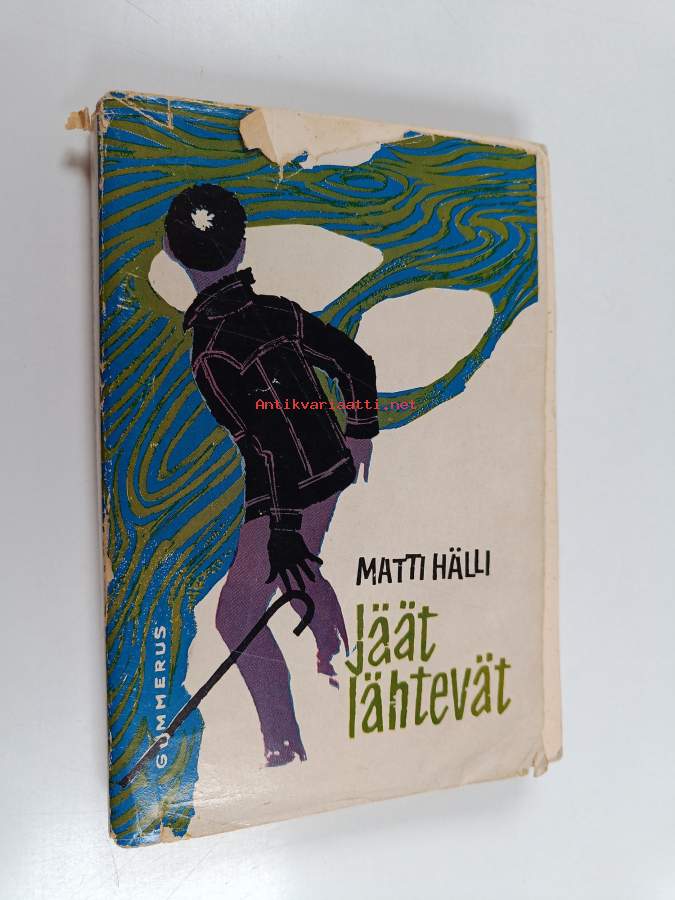 Antikvariaatti.net
MATTI HÄLLI
Jäät
lähtevät
GUMMERUS